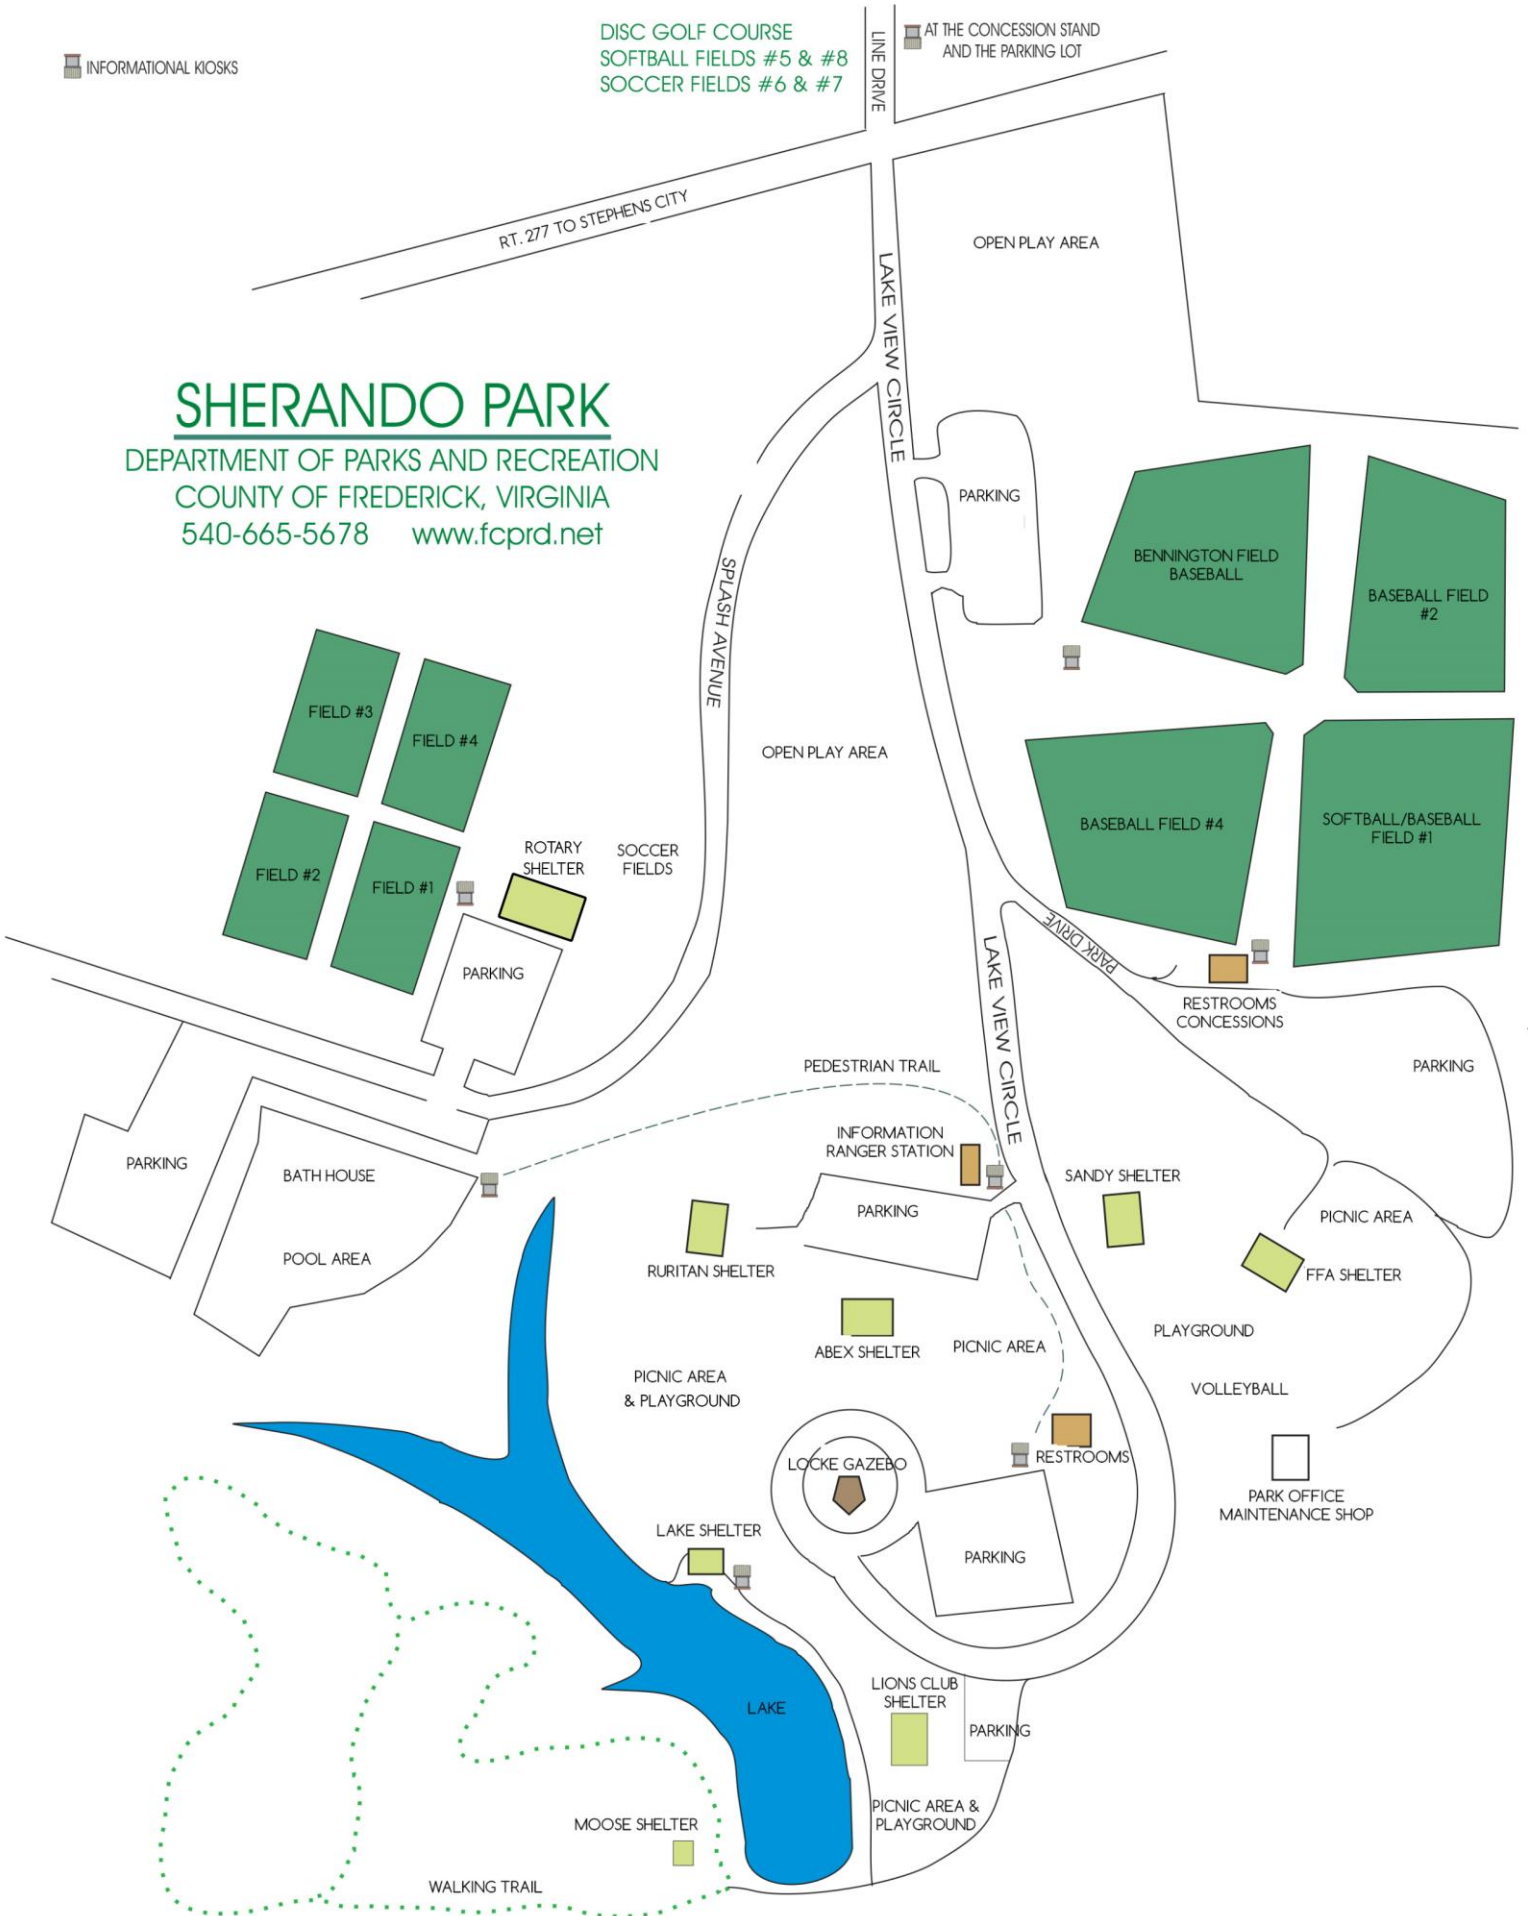 INFORMATIONAL KIOSKS
DISC GOLF COURSE
SOFTBALL FIELDS #5 & #8
SOCCER FIELDS #6 & #7
LINE DRIVE
AT THE CONCESSION STAND
AND THE PARKING LOT
RT. 277 TO STEPHENS CITY
OPEN PLAY AREA
LAKE VIEW CIRCLE
SHERANDO PARK
DEPARTMENT OF PARKS AND RECREATION
COUNTY OF FREDERICK, VIRGINIA
540-665-5678 www.fcprd.net
PARKING
BENNINGTON FIELD
BASEBALL
BASEBALL FIELD
#2
SPLASH AVENUE
FIELD #3
FIELD #4
OPEN PLAY AREA
BASEBALL FIELD #4
SOFTBALL/BASEBALL
FIELD #1
ROTARY
SHELTER
SOCCER
FIELDS
FIELD #2
FIELD #1
PARKING
PARK DRIVE
LAKE VIEW CIRCLE
RESTROOMS
CONCESSIONS
PARKING
PEDESTRIAN TRAIL
INFORMATION
RANGER STATION
PARKING
BATH HOUSE
SANDY SHELTER
PARKING
PICNIC AREA
POOL AREA
RURITAN SHELTER
FFA SHELTER
ABEX SHELTER
PICNIC AREA
PLAYGROUND
PICNIC AREA
& PLAYGROUND
VOLLEYBALL
LOCKE GAZEBO
RESTROOMS
PARK OFFICE
MAINTENANCE SHOP
LAKE SHELTER
PARKING
LIONS CLUB
SHELTER
LAKE
PARKING
PICNIC AREA &
PLAYGROUND
MOOSE SHELTER
WALKING TRAIL